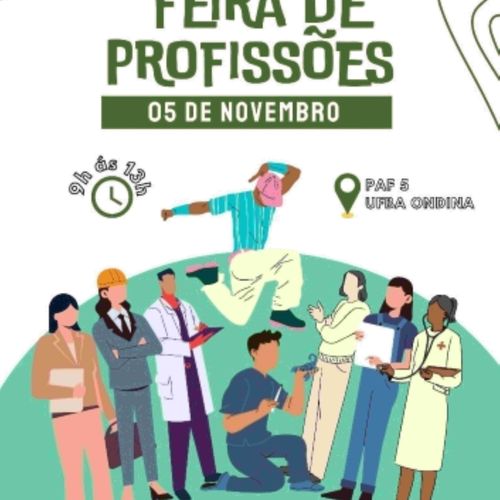 FEIRA DE
PROFISSÕES
05 DE NOVEMBRO
9h ás 13h
PAF 5
UFBA ONDINA